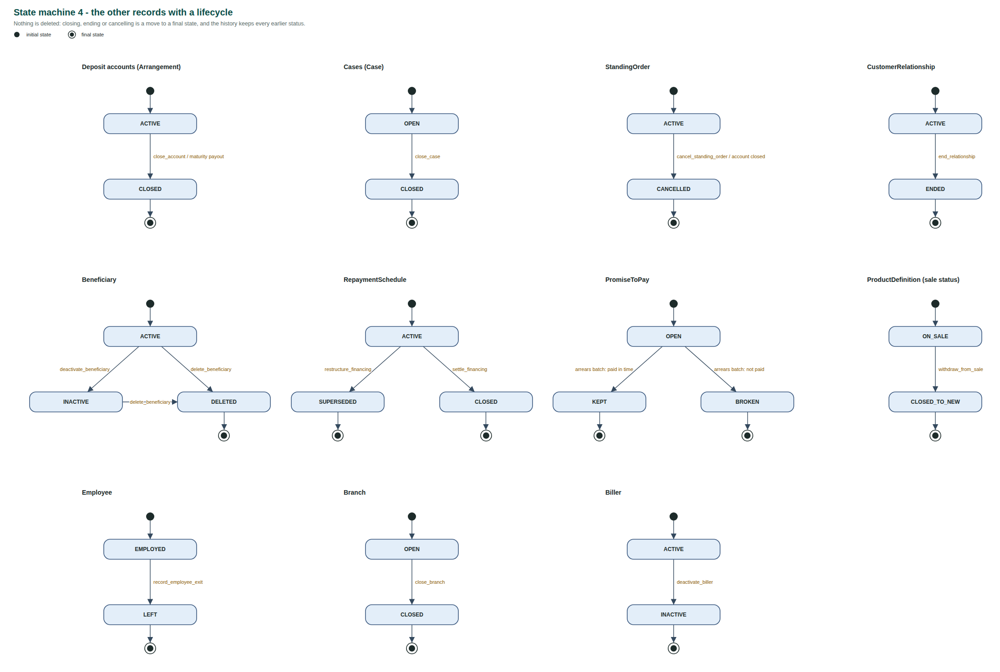 State machine 4 - the other records with a lifecycle
Nothing is deleted: closing, ending or cancelling is a move to a final state, and the history keeps every earlier status.
initial state
final state
Deposit accounts (Arrangement)
ACTIVE
close_account / maturity payout
CLOSED
Cases (Case)
OPEN
close_case
CLOSED
StandingOrder
ACTIVE
cancel_standing_order / account closed
CANCELLED
CustomerRelationship
ACTIVE
end_relationship
ENDED
Beneficiary
ACTIVE
deactivate_beneficiary
delete_beneficiary
INACTIVE
delete_beneficiary
DELETED
RepaymentSchedule
ACTIVE
restructure_financing
settle_financing
SUPERSEDED
CLOSED
PromiseToPay
OPEN
arrears batch: paid in time
arrears batch: not paid
KEPT
BROKEN
ProductDefinition (sale status)
ON_SALE
withdraw_from_sale
CLOSED_TO_NEW
Employee
EMPLOYED
record_employee_exit
LEFT
Branch
OPEN
close_branch
CLOSED
Biller
ACTIVE
deactivate_biller
INACTIVE